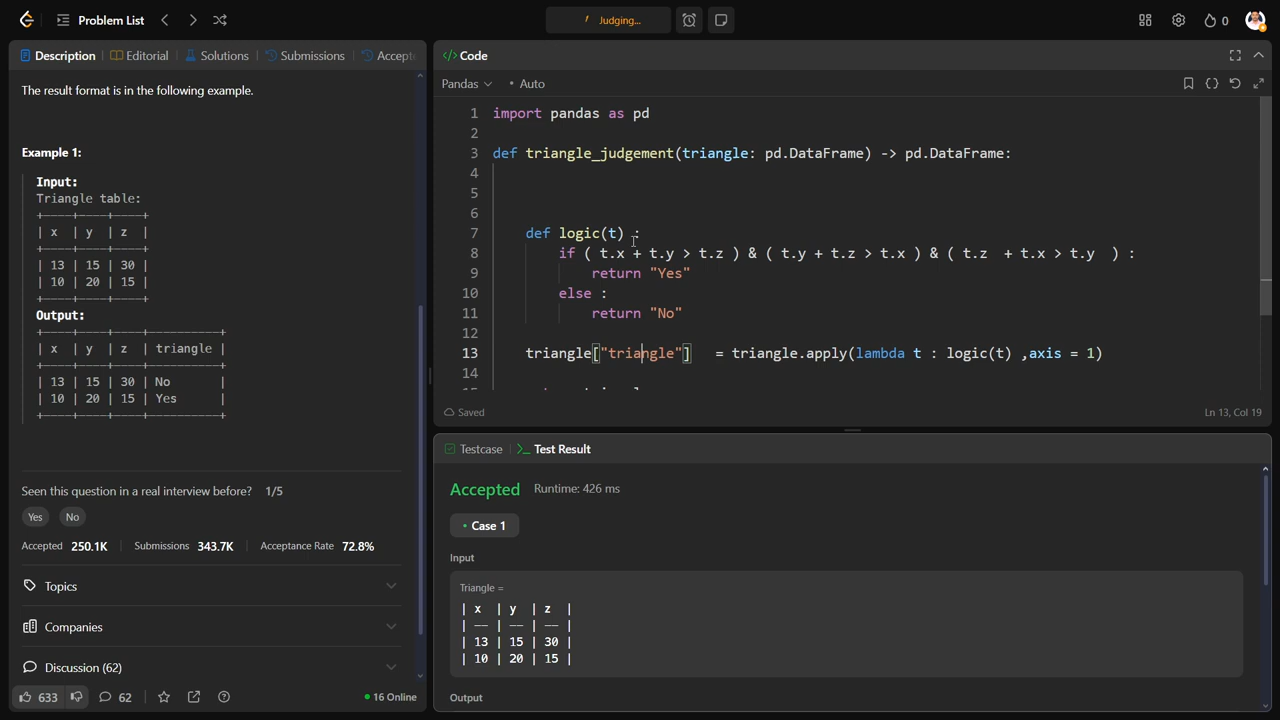 Problem List
Judging...
0
Description
Editorial
Solutions
Submissions
Accept
The result format is in the following example.
Example 1:
Input:
Triangle table:
+----+----+----+
| x | y | z |
+----+----+----+
| 13 | 15 | 30 |
| 10 | 20 | 15 |
+----+----+----+
Output:
+----+----+----+----------+
| x | y | z | triangle |
+----+----+----+----------+
| 13 | 15 | 30 | No |
| 10 | 20 | 15 | Yes |
+----+----+----+----------+
Seen this question in a real interview before? 1/5
Yes No
Accepted 250.1K Submissions 343.7K Acceptance Rate 72.8%
Topics
Companies
Discussion (62)
633 62 16 Online
</> Code
Pandas • Auto
1 import pandas as pd
2
3 def triangle_judgement(triangle: pd.DataFrame) -> pd.DataFrame:
4
5
6
7 def logic(t) :
8 if ( t.x + t.y > t.z ) & ( t.y + t.z > t.x ) & ( t.z + t.x > t.y ) :
9 return "Yes"
10 else :
11 return "No"
12
13 triangle["triangle"] = triangle.apply(lambda t : logic(t) ,axis = 1)
14
Saved
Ln 13, Col 19
Testcase >_ Test Result
Accepted Runtime: 426 ms
• Case 1
Input
Triangle =
| x | y | z |
| -- | -- | -- |
| 13 | 15 | 30 |
| 10 | 20 | 15 |
Output